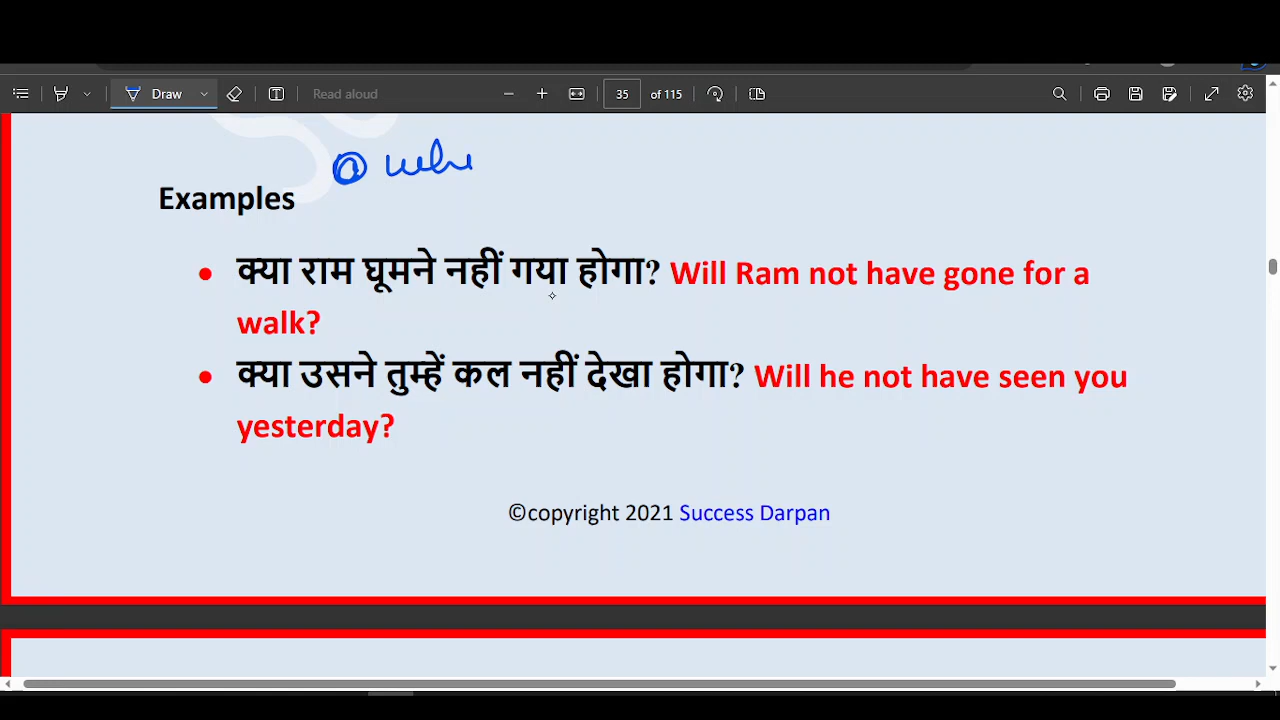 Draw
Read aloud
35 of 115
Examples
• क्या राम घूमने नहीं गया होगा? Will Ram not have gone for a
walk?
• क्या उसने तुम्हें कल नहीं देखा होगा? Will he not have seen you
yesterday?
©copyright 2021 Success Darpan